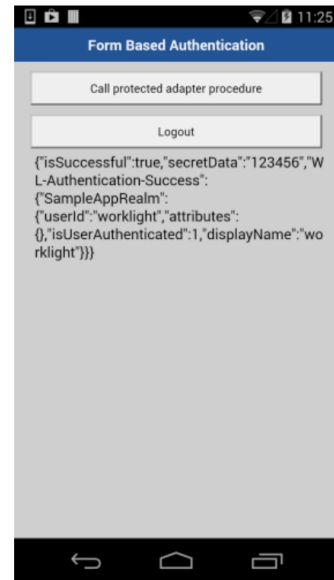 11:25
Form Based Authentication
Call protected adapter procedure
Logout
{"isSuccessful":true,"secretData":"123456","W
L-Authentication-Success":
{"SampleAppRealm":
{"userId":"worklight","attributes":
{},"isUserAuthenticated":1,"displayName":"wo
rklight"}}}